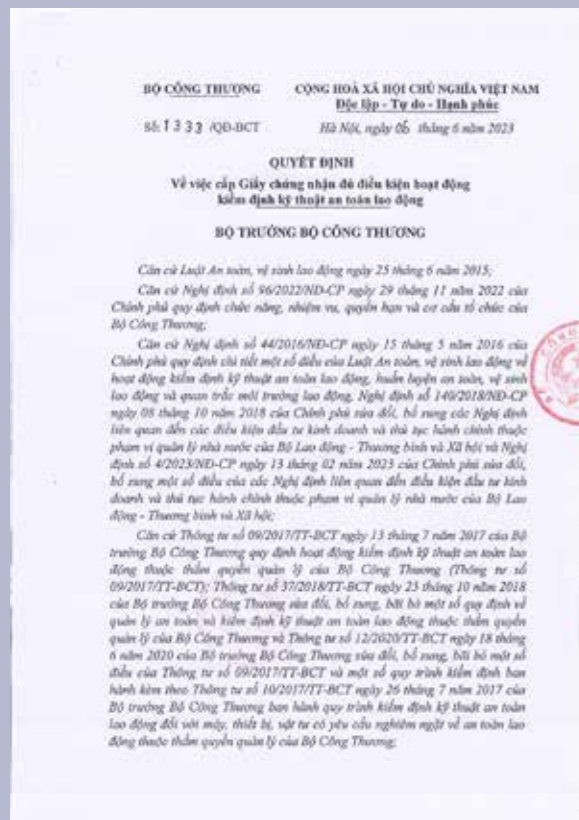 BỘ CÔNG THƯƠNG
CỘNG HOÀ XÃ HỘI CHỦ NGHĨA VIỆT NAM
Độc lập - Tự do - Hạnh phúc
Số: 1333 /QĐ-BCT
Hà Nội, ngày 06 tháng 6 năm 2023
QUYẾT ĐỊNH
Về việc cấp Giấy chứng nhận đủ điều kiện hoạt động
kiểm định kỹ thuật an toàn lao động
BỘ TRƯỞNG BỘ CÔNG THƯƠNG
Căn cứ Luật An toàn, vệ sinh lao động ngày 25 tháng 6 năm 2015;
Căn cứ Nghị định số 96/2022/NĐ-CP ngày 29 tháng 11 năm 2022 của
Chính phủ quy định chức năng, nhiệm vụ, quyền hạn và cơ cấu tổ chức của
Bộ Công Thương;
Căn cứ Nghị định số 44/2016/NĐ-CP ngày 15 tháng 5 năm 2016 của
Chính phủ quy định chi tiết một số điều của Luật An toàn, vệ sinh lao động về
hoạt động kiểm định kỹ thuật an toàn lao động, huấn luyện an toàn, vệ sinh
lao động và quan trắc môi trường lao động, Nghị định số 140/2018/NĐ-CP
ngày 08 tháng 10 năm 2018 của Chính phủ sửa đổi, bổ sung các Nghị định
liên quan đến các điều kiện đầu tư kinh doanh và thủ tục hành chính thuộc
phạm vi quản lý nhà nước của Bộ Lao động - Thương binh và Xã hội và Nghị
định số 4/2023/NĐ-CP ngày 13 tháng 02 năm 2023 của Chính phủ sửa đổi,
bổ sung một số điều của các Nghị định liên quan đến điều kiện đầu tư kinh
doanh và thủ tục hành chính thuộc phạm vi quản lý nhà nước của Bộ Lao
động - Thương binh và Xã hội;
Căn cứ Thông tư số 09/2017/TT-BCT ngày 13 tháng 7 năm 2017 của Bộ
trưởng Bộ Công Thương quy định hoạt động kiểm định kỹ thuật an toàn lao
động thuộc thẩm quyền quản lý của Bộ Công Thương (Thông tư số
09/2017/TT-BCT); Thông tư số 37/2018/TT-BCT ngày 25 tháng 10 năm 2018
của Bộ trưởng Bộ Công Thương sửa đổi, bổ sung, bãi bỏ một số quy định về
quản lý an toàn và kiểm định kỹ thuật an toàn lao động thuộc thẩm quyền
quản lý của Bộ Công Thương và Thông tư số 12/2020/TT-BCT ngày 18 tháng
6 năm 2020 của Bộ trưởng Bộ Công Thương sửa đổi, bổ sung, bãi bỏ một số
điều của Thông tư số 09/2017/TT-BCT và một số quy trình kiểm định ban
hành kèm theo Thông tư số 10/2017/TT-BCT ngày 26 tháng 7 năm 2017 của
Bộ trưởng Bộ Công Thương ban hành quy trình kiểm định kỹ thuật an toàn
lao động đối với máy, thiết bị, vật tư có yêu cầu nghiêm ngặt về an toàn lao
động thuộc thẩm quyền quản lý của Bộ Công Thương;